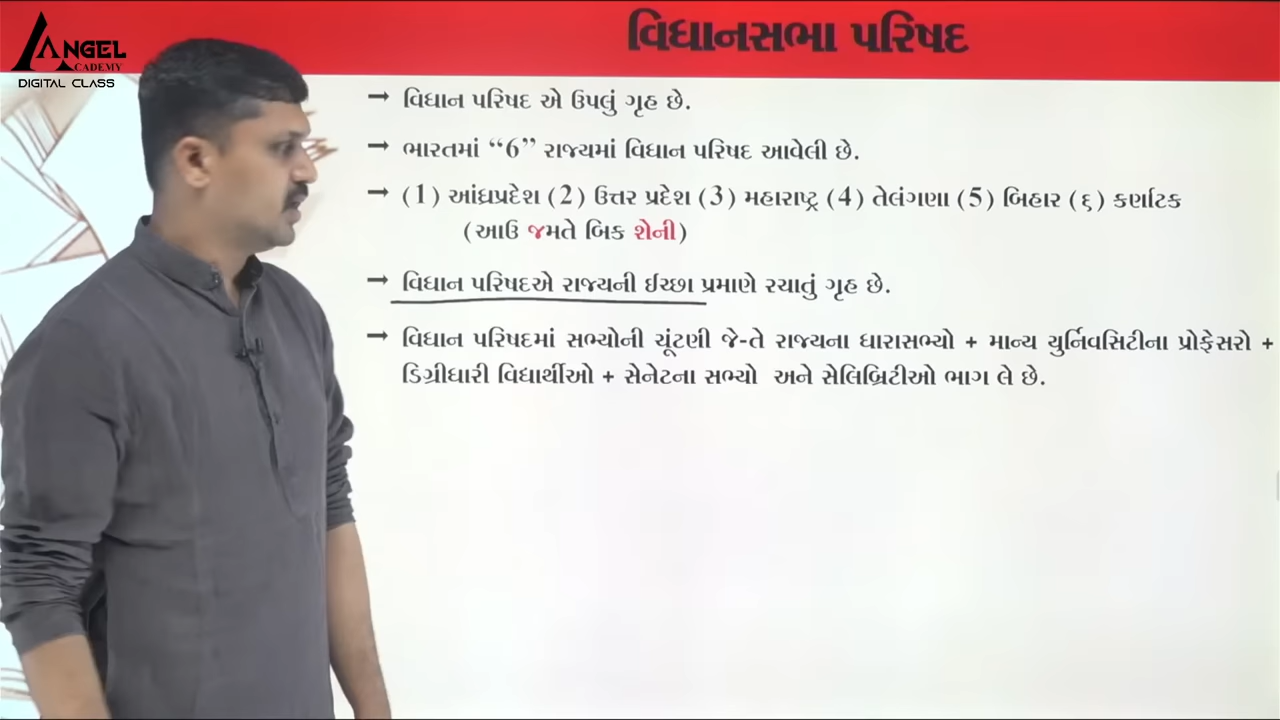 ANGEL
ACADEMY
DIGITAL CLASS
વિધાનસભા પરિષદ
→ વિધાન પરિષદ એ ઉપલું ગૃહ છે.
→ ભારતમાં “6” રાજ્યમાં વિધાન પરિષદ આવેલી છે.
→ (1) આંધ્રપ્રદેશ (2) ઉત્તર પ્રદેશ (3) મહારાષ્ટ્ર (4) તેલંગણા (5) બિહાર (૬) કર્ણાટક
(આઉ જમતે બિક શેની)
→ વિધાન પરિષદએ રાજ્યની ઈચ્છા પ્રમાણે રચાતું ગૃહ છે.
→ વિધાન પરિષદમાં સભ્યોની ચૂંટણી જે-તે રાજ્યના ધારાસભ્યો + માન્ય યુર્નિવસિટીના પ્રોફેસરો +
ડિગ્રીધારી વિદ્યાર્થીઓ + સેનેટના સભ્યો અને સેલિબ્રિટીઓ ભાગ લે છે.